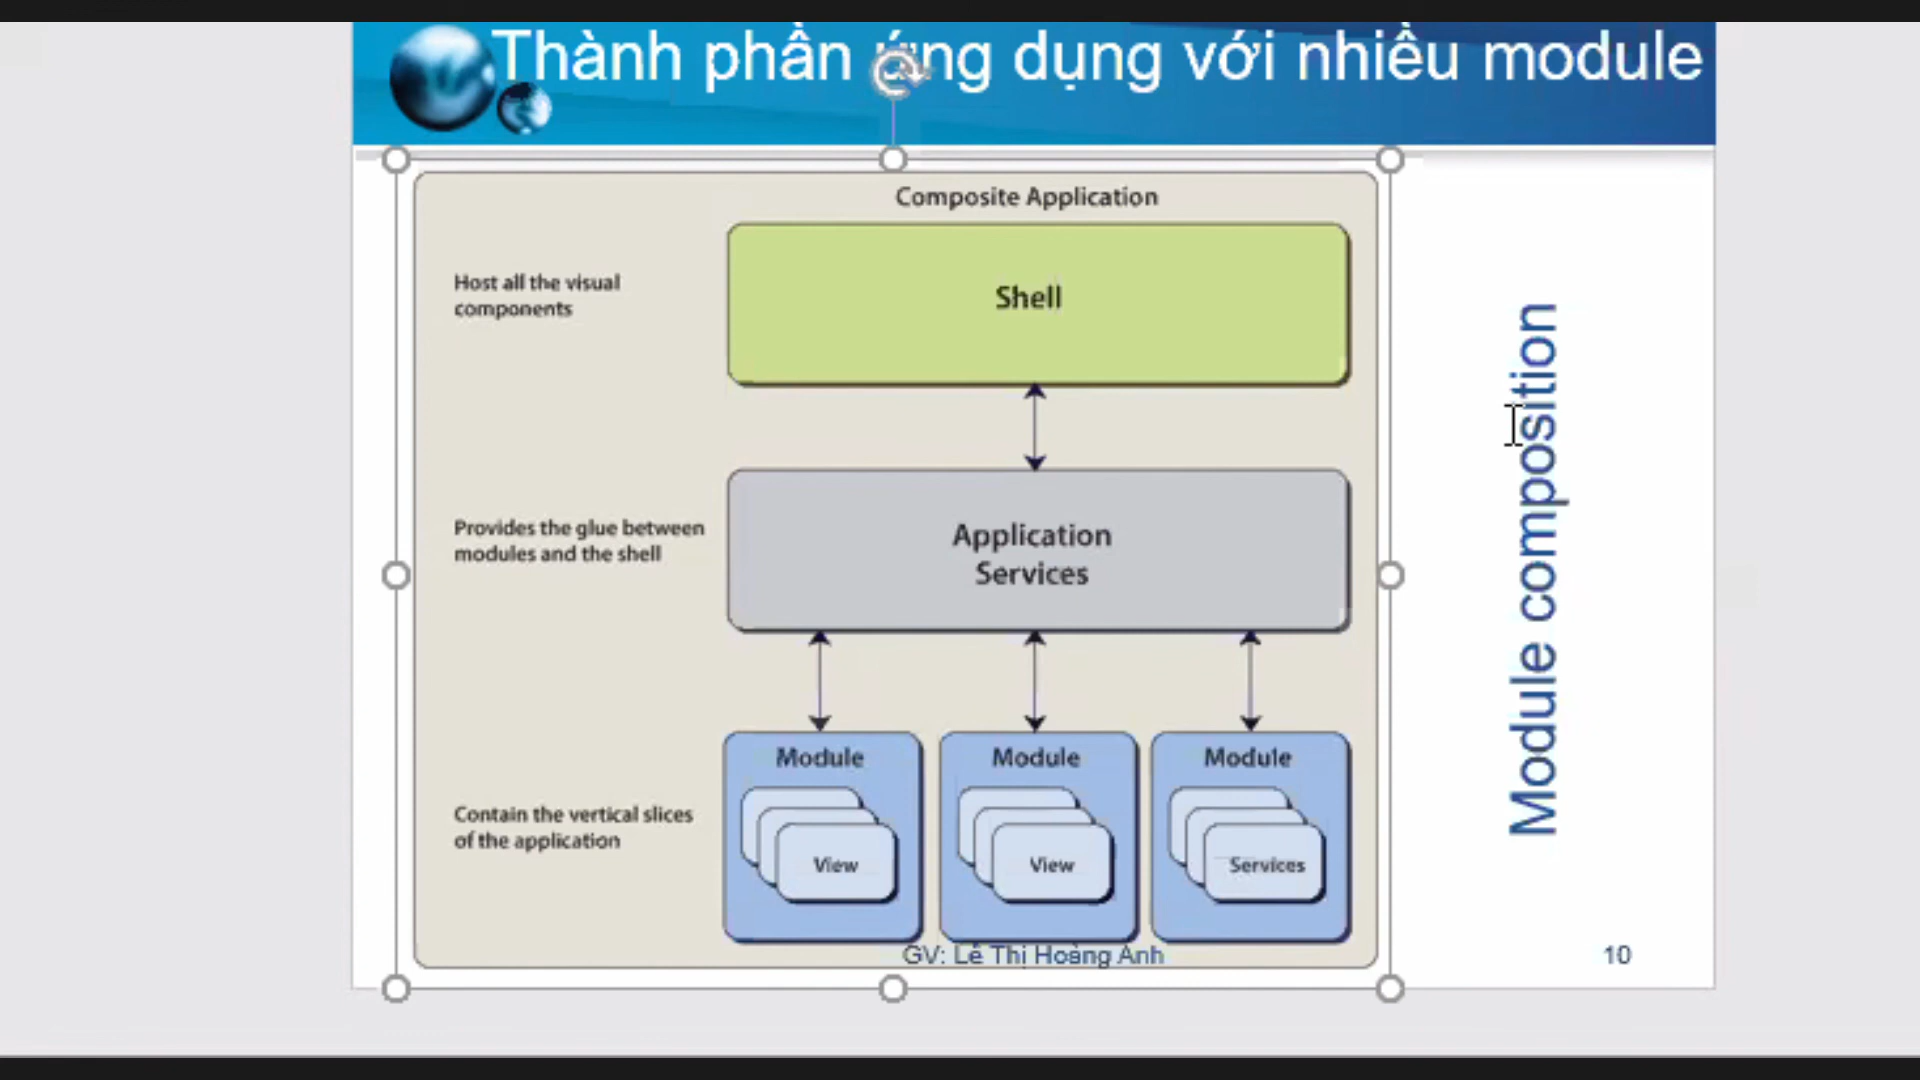 Thành phần ứng dụng với nhiều module
Composite Application
Host all the visual
components
Shell
Provides the glue between
modules and the shell
Application
Services
Contain the vertical slices
of the application
Module
View
Module
View
Module
Services
Module composition
GV: Lê Thị Hoàng Anh
10